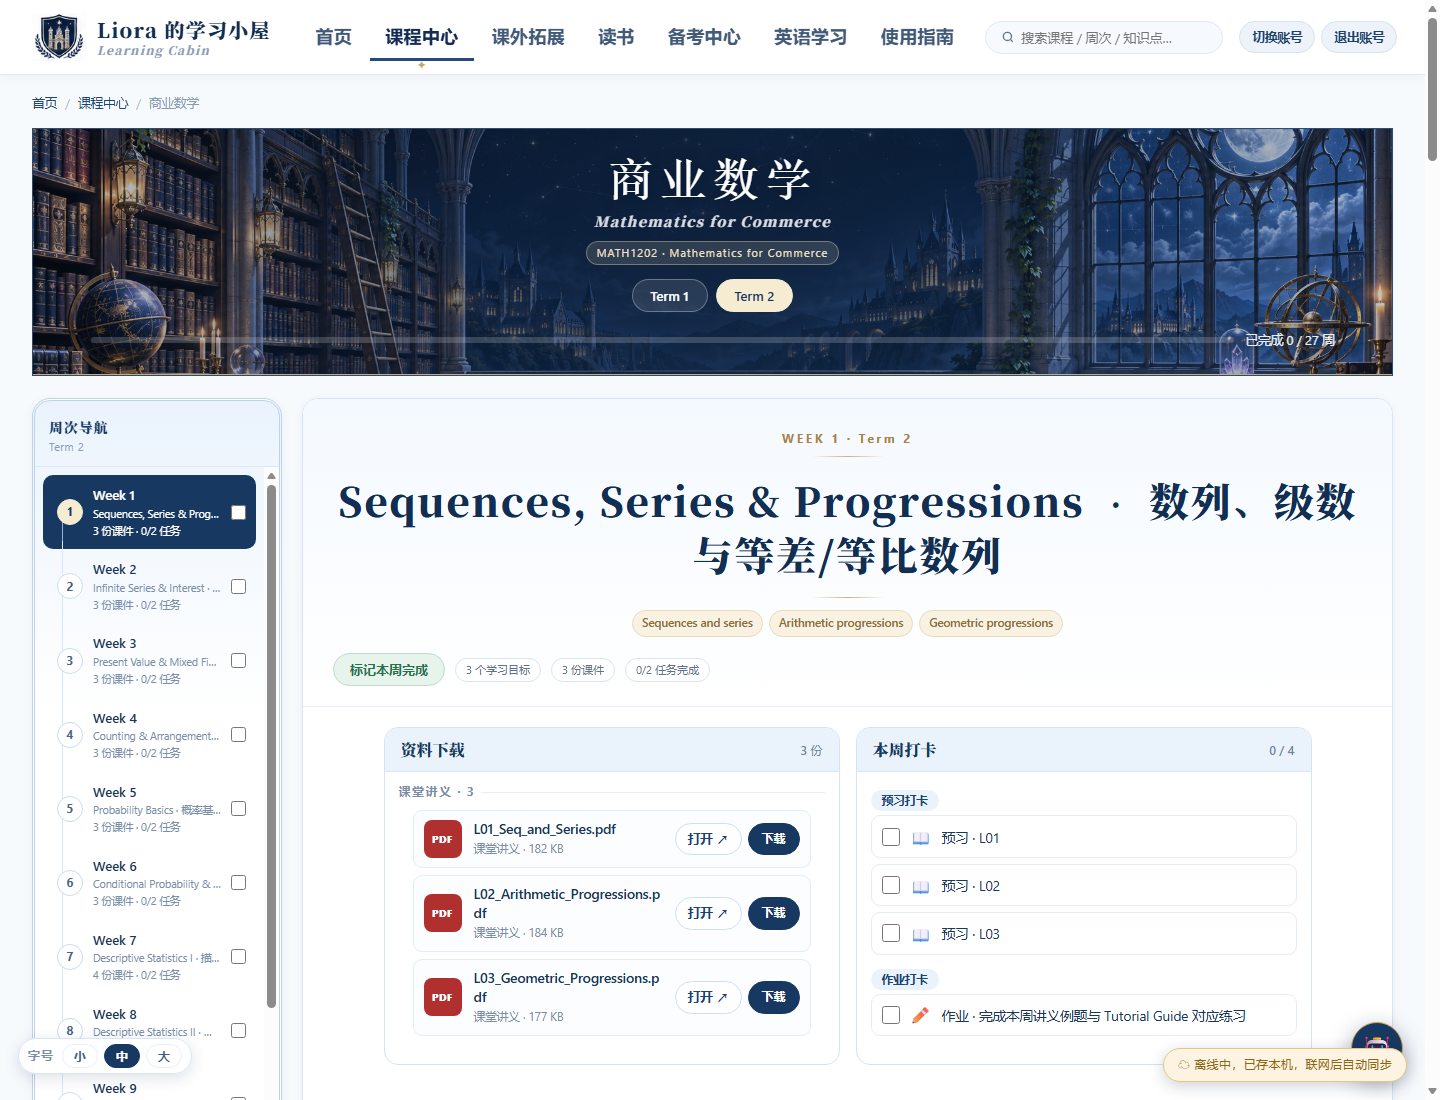 Liora 的学习小屋
Learning Cabin
首页
课程中心
课外拓展
读书
备考中心
英语学习
使用指南
搜索课程 / 周次 / 知识点...
切换账号
退出账号
首页 / 课程中心 / 商业数学
商业数学
Mathematics for Commerce
MATH1202 · Mathematics for Commerce
Term 1
Term 2
已完成 0 / 27 周
周次导航
Term 2
1
Week 1
Sequences, Series & Prog...
3 份课件 · 0/2 任务
2
Week 2
Infinite Series & Interest · ...
3 份课件 · 0/2 任务
3
Week 3
Present Value & Mixed Fi...
3 份课件 · 0/2 任务
4
Week 4
Counting & Arrangement...
3 份课件 · 0/2 任务
5
Week 5
Probability Basics · 概率基...
3 份课件 · 0/2 任务
6
Week 6
Conditional Probability & ...
3 份课件 · 0/2 任务
7
Week 7
Descriptive Statistics I · 描...
4 份课件 · 0/2 任务
8
Week 8
Descriptive Statistics II · ...
Week 9
字号 小 中 大
WEEK 1 · Term 2
Sequences, Series & Progressions · 数列、级数
与等差/等比数列
Sequences and series
Arithmetic progressions
Geometric progressions
标记本周完成
3 个学习目标
3 份课件
0/2 任务完成
资料下载
3 份
课堂讲义 · 3
PDF
L01_Seq_and_Series.pdf
课堂讲义 · 182 KB
打开 ↗
下载
PDF
L02_Arithmetic_Progressions.p
df
课堂讲义 · 184 KB
打开 ↗
下载
PDF
L03_Geometric_Progressions.p
df
课堂讲义 · 177 KB
打开 ↗
下载
本周打卡
0 / 4
预习打卡
预习 · L01
预习 · L02
预习 · L03
作业打卡
作业 · 完成本周讲义例题与 Tutorial Guide 对应练习
离线中，已存本机，联网后自动同步